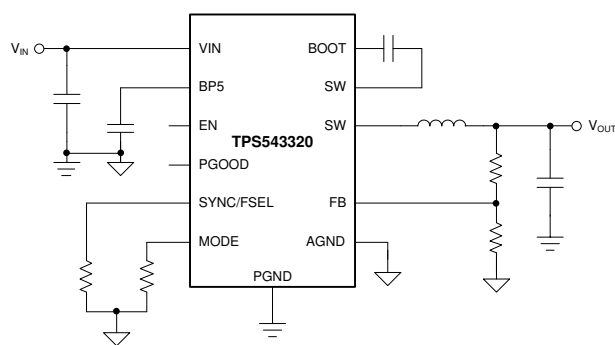 VIN
VIN
BOOT
BP5
SW
EN
SW
VOUT
TPS543320
PGOOD
SYNC/FSEL
FB
MODE
AGND
PGND